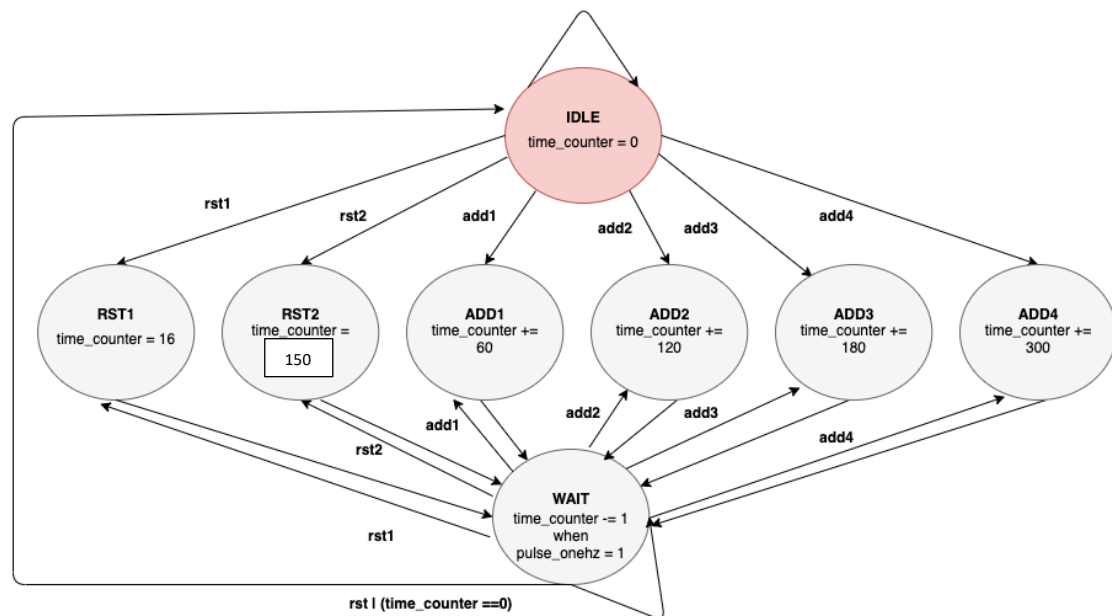 IDLE
time_counter = 0
rst1
rst2
add1
add2
add3
add4
RST1
time_counter = 16
RST2
time_counter =
150
ADD1
time_counter +=
60
ADD2
time_counter +=
120
ADD3
time_counter +=
180
ADD4
time_counter +=
300
rst1
rst2
add1
add2
add3
add4
WAIT
time_counter -= 1
when
pulse_onehz = 1
rst | (time_counter ==0)